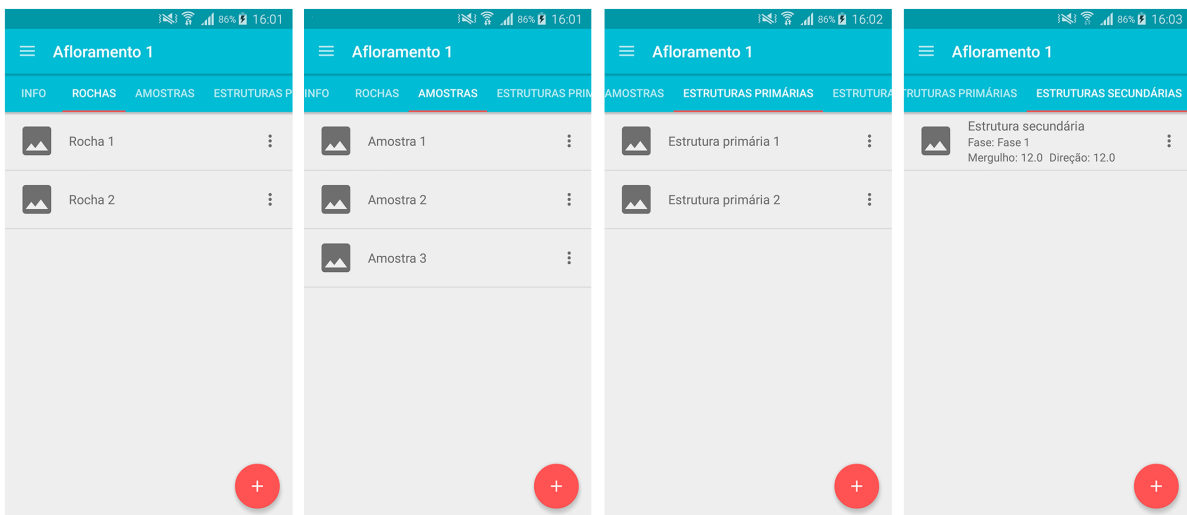 86% 16:01
Afloramento 1
INFO ROCHAS AMOSTRAS ESTRUTURAS P
Rocha 1
Rocha 2
+
86% 16:01
Afloramento 1
INFO ROCHAS AMOSTRAS ESTRUTURAS PRIM
Amostra 1
Amostra 2
Amostra 3
+
86% 16:02
Afloramento 1
AMOSTRAS ESTRUTURAS PRIMÁRIAS ESTRUTURA
Estrutura primária 1
Estrutura primária 2
+
86% 16:03
Afloramento 1
RUTURAS PRIMÁRIAS ESTRUTURAS SECUNDÁRIAS
Estrutura secundária
Fase: Fase 1
Mergulho: 12.0 Direção: 12.0
+